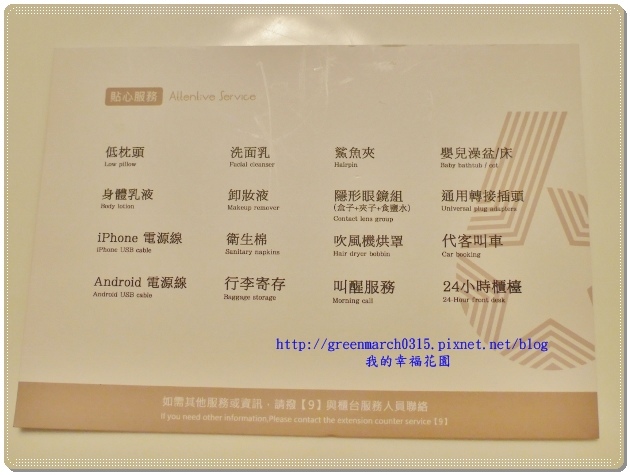 貼心服務 Attentive Service
低枕頭 洗面乳 鯊魚夾 嬰兒澡盆/床
Low pillow Facial cleanser Hairpin Baby bathtub / cot
身體乳液 卸妝液 隱形眼鏡組 通用轉接插頭
Body lotion Makeup remover (盒子+夾子+食鹽水) Universal plug adapters
Contact lens group
iPhone 電源線 衛生棉 吹風機烘罩 代客叫車
iPhone USB cable Sanitary napkins Hair dryer bobbin Car booking
Android 電源線 行李寄存 叫醒服務 24小時櫃檯
Android USB cable Baggage storage Morning call 24 Hour front desk
http://greenmarch0315.pixnet.net/blog
我的幸福花園
如需其他服務或資訊，請撥【9】與櫃台服務人員聯絡
If you need other information,Please contact the extension counter service【9】